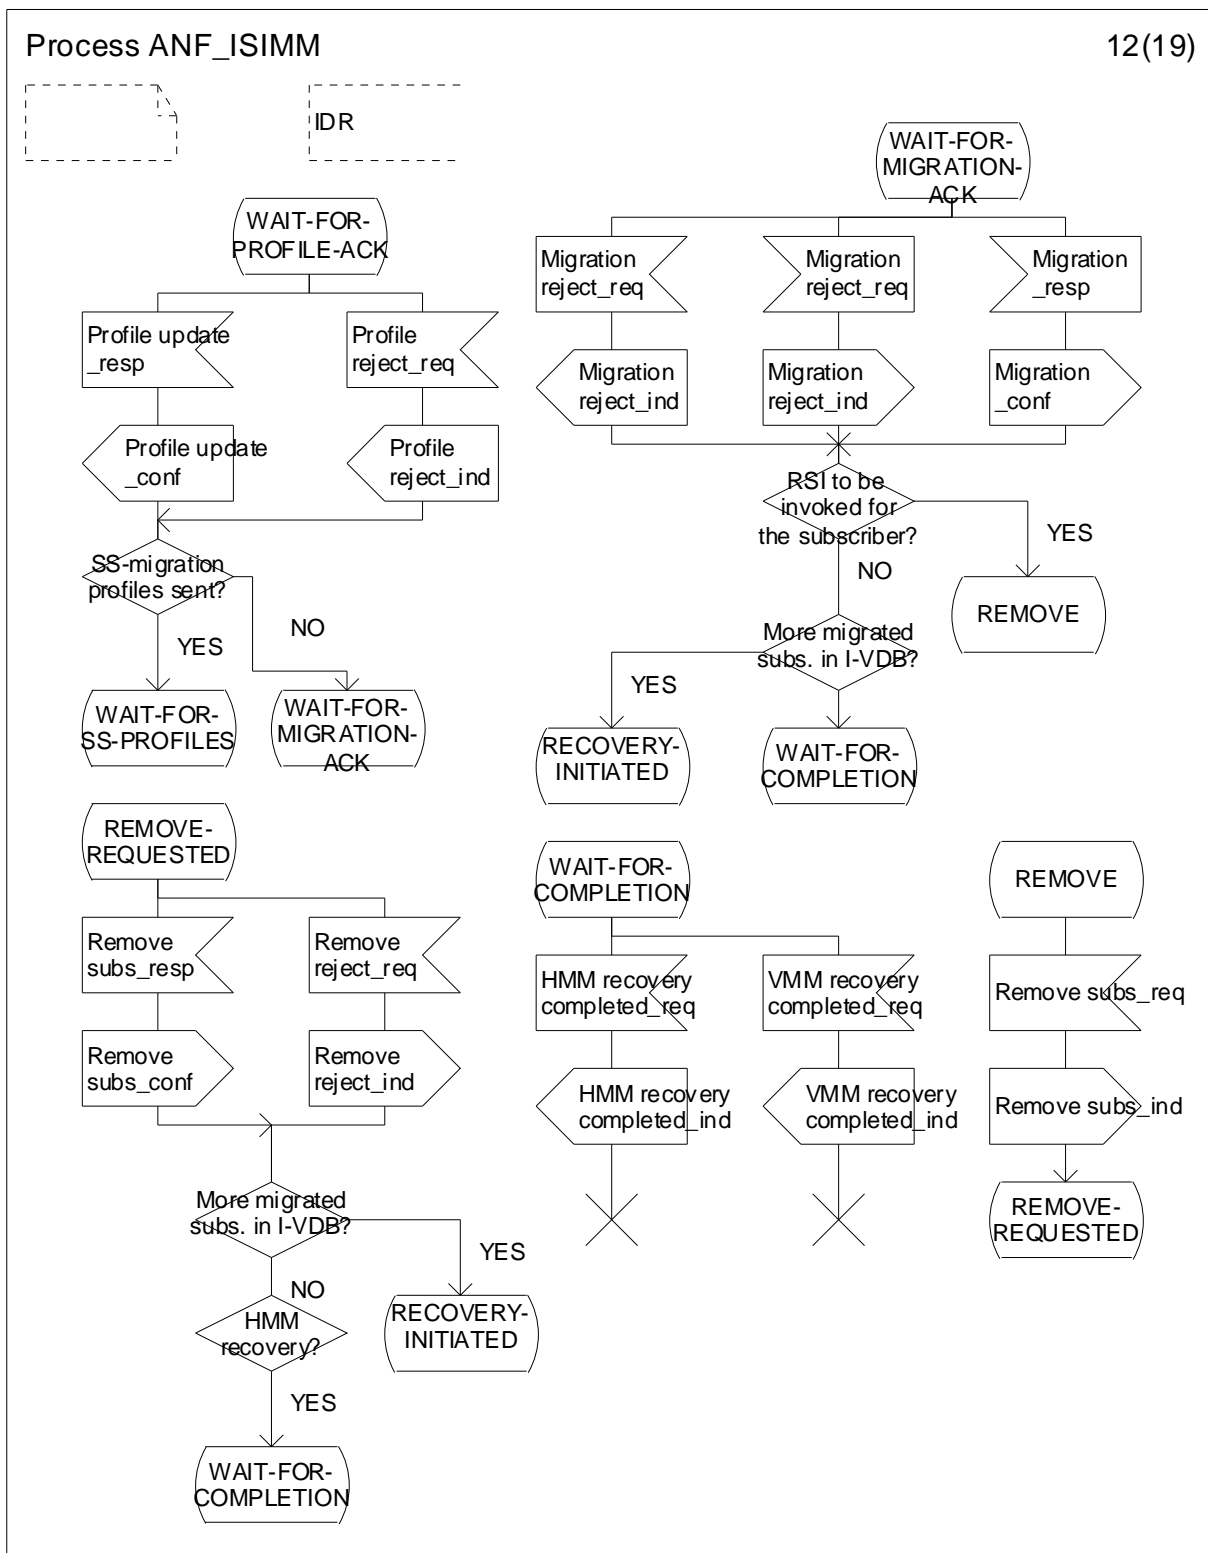 Process ANF_ISIMM
12(19)
IDR
WAIT-FOR-
PROFILE-ACK
Profile update
_resp
Profile
reject_req
Profile update
_conf
Profile
reject_ind
SS-migration
profiles sent?
YES
NO
WAIT-FOR-
SS-PROFILES
WAIT-FOR-
MIGRATION-
ACK
WAIT-FOR-
MIGRATION-
ACK
Migration
reject_req
Migration
reject_req
Migration
_resp
Migration
reject_ind
Migration
reject_ind
Migration
_conf
RSI to be
invoked for
the subscriber?
YES
NO
REMOVE
More migrated
subs. in I-VDB?
YES
RECOVERY-
INITIATED
WAIT-FOR-
COMPLETION
REMOVE-
REQUESTED
Remove
subs_resp
Remove
reject_req
Remove
subs_conf
Remove
reject_ind
More migrated
subs. in I-VDB?
YES
NO
HMM
recovery?
RECOVERY-
INITIATED
YES
WAIT-FOR-
COMPLETION
WAIT-FOR-
COMPLETION
HMM recovery
completed_req
VMM recovery
completed_req
HMM recovery
completed_ind
VMM recovery
completed_ind
REMOVE
Remove subs_req
Remove subs_ind
REMOVE-
REQUESTED